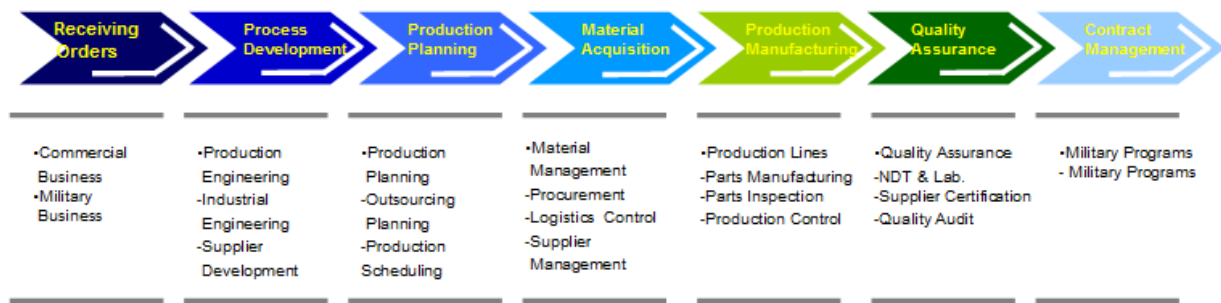 Receiving
Orders
Process
Development
Production
Planning
Material
Acquisition
Production
Manufacturing
Quality
Assurance
Contract
Management
•Commercial
Business
•Military
Business
•Production
Engineering
-Industrial
Engineering
-Supplier
Development
•Production
Planning
-Outsourcing
Planning
-Production
Scheduling
•Material
Management
-Procurement
-Logistics Control
-Supplier
Management
•Production Lines
-Parts Manufacturing
-Parts Inspection
-Production Control
•Quality Assurance
-NDT & Lab.
-Supplier Certification
-Quality Audit
•Military Programs
- Military Programs